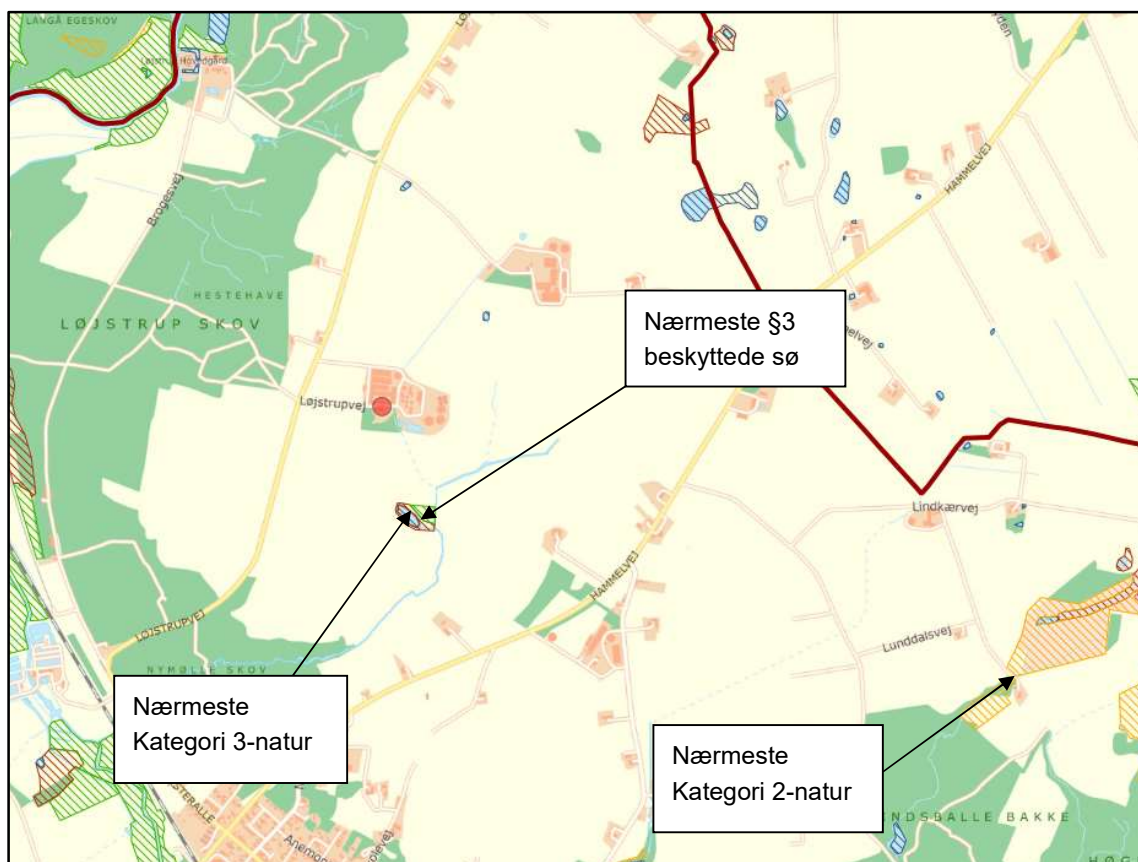 LANGÅ EGESKOV
Løjstrup Hovedgård
Brogesvej
HAMMELVEJ
HESTEHAVE
LØJSTRUP SKOV
Nærmeste §3
beskyttede sø
Løjstrupvej
Lindkærvej
HAMMELVEJ
LØJSTRUPVEJ
Lunddalsvej
NYMØLLE SKOV
Nærmeste
Kategori 3-natur
Nærmeste
Kategori 2-natur